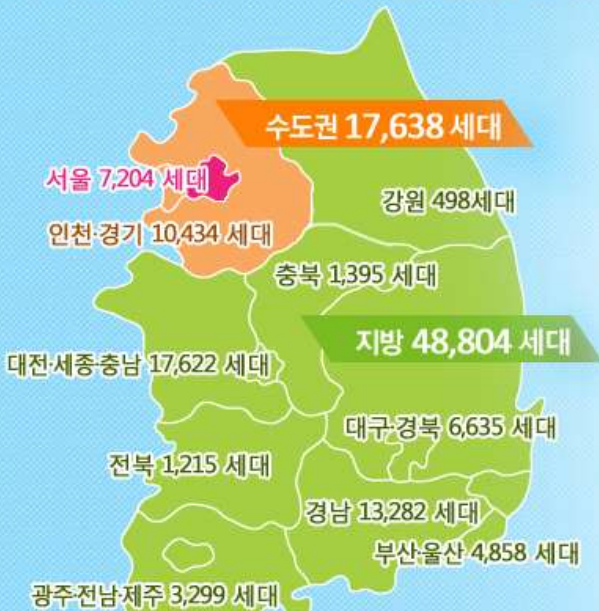 수도권 17,638 세대
서울 7,204 세대
강원 498세대
인천·경기 10,434 세대
충북 1,395 세대
지방 48,804 세대
대전·세종·충남 17,622 세대
대구·경북 6,635 세대
전북 1,215 세대
경남 13,282 세대
부산·울산 4,858 세대
광주·전남·제주 3,299 세대